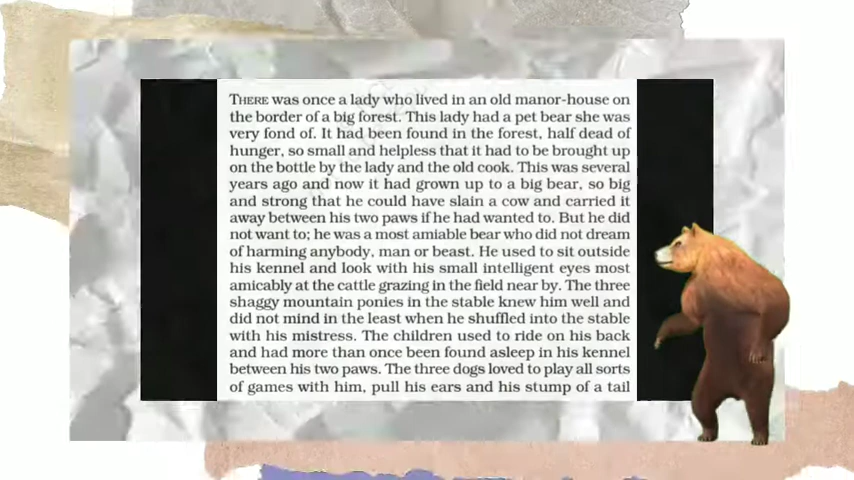 THERE was once a lady who lived in an old manor-house on
the border of a big forest. This lady had a pet bear she was
very fond of. It had been found in the forest, half dead of
hunger, so small and helpless that it had to be brought up
on the bottle by the lady and the old cook. This was several
years ago and now it had grown up to a big bear, so big
and strong that he could have slain a cow and carried it
away between his two paws if he had wanted to. But he did
not want to; he was a most amiable bear who did not dream
of harming anybody, man or beast. He used to sit outside
his kennel and look with his small intelligent eyes most
amicably at the cattle grazing in the field near by. The three
shaggy mountain ponies in the stable knew him well and
did not mind in the least when he shuffled into the stable
with his mistress. The children used to ride on his back
and had more than once been found asleep in his kennel
between his two paws. The three dogs loved to play all sorts
of games with him, pull his ears and his stump of a tail